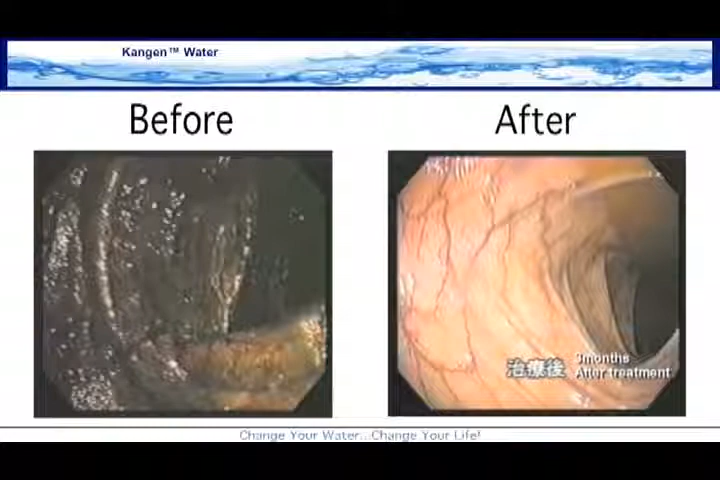 Kangen™ Water
Before
After
治療後
3months
After treatment
Change Your Water...Change Your Life!